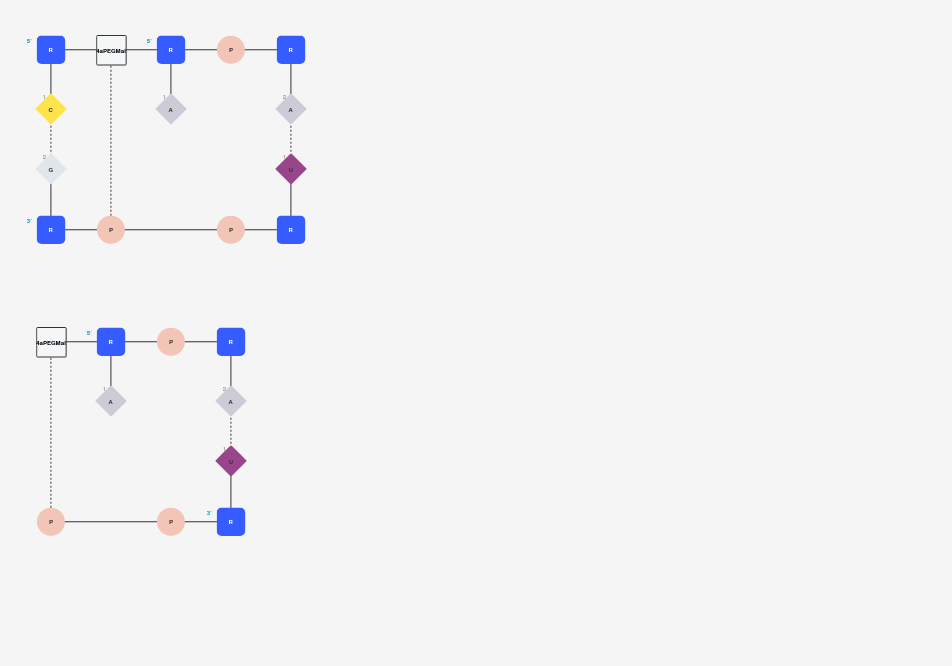 5' R 4aPEGMal 5' R P R
1 C 1 A 2 A
2 G 1 U
3' R P P R
4aPEGMal 5' R P R
1 A 2 A
1 U
P P 3' R